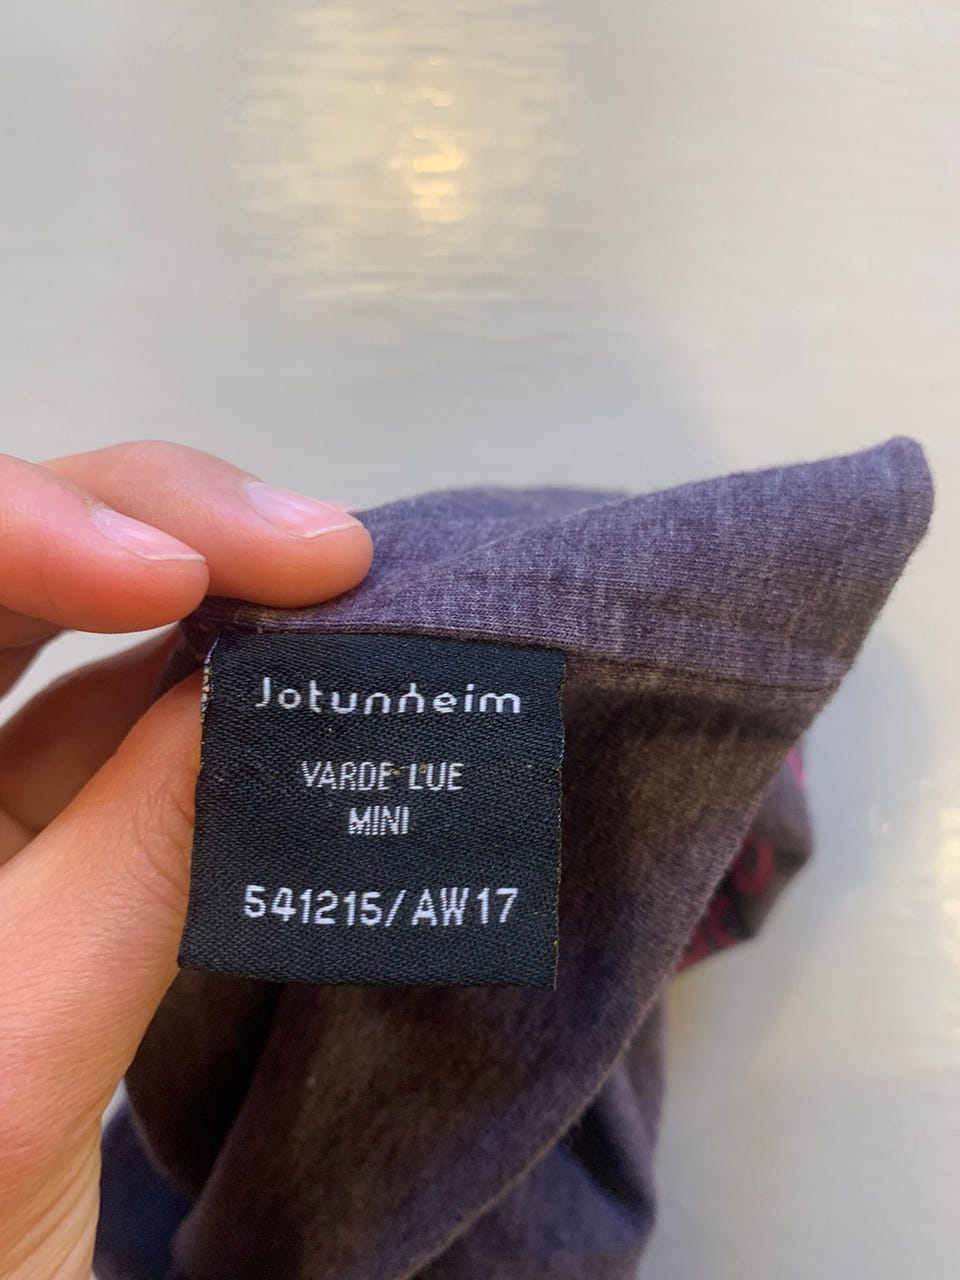 Jotunheim
VARDE LUE
MINI
541215/AW17